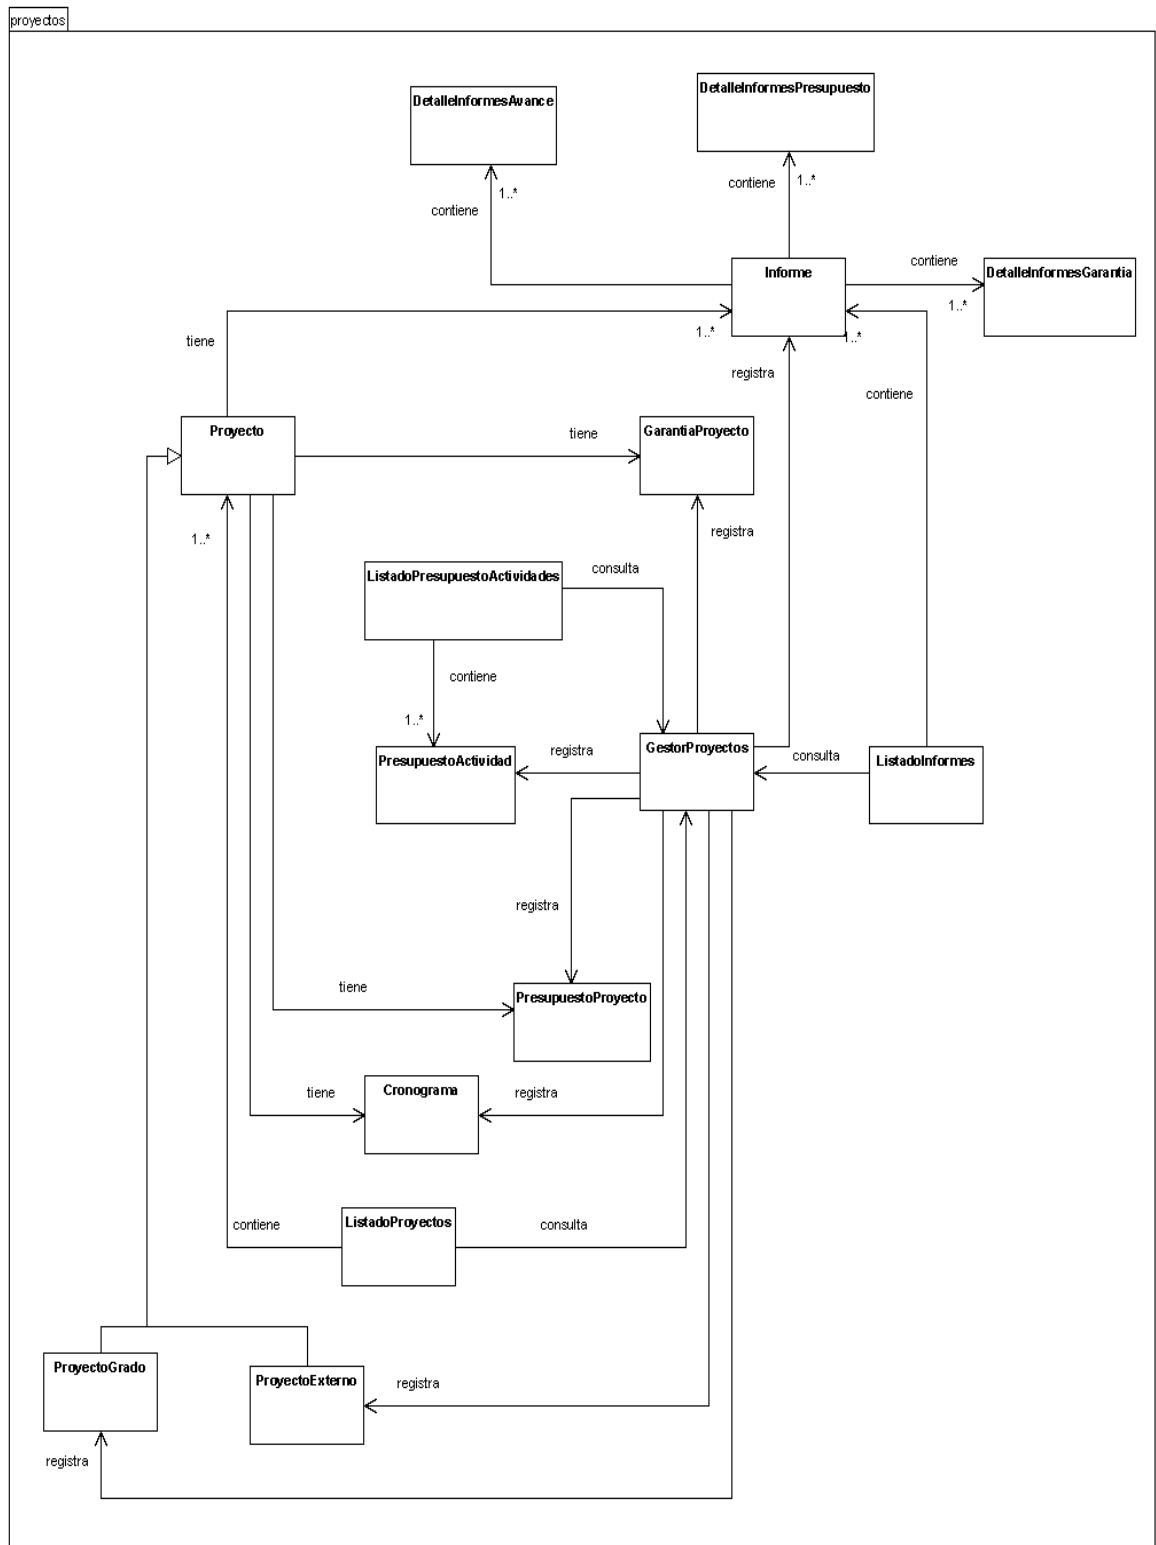 proyectos
DetalleInformesPresupuesto
DetalleInformesAvance
contiene
1..*
1..*
contiene
contiene
Informe
DetalleInformesGarantia
1..*
1..*
1..*
tiene
registra
contiene
Proyecto
tiene
GarantiaProyecto
1..*
registra
consulta
ListadoPresupuestoActividades
contiene
1..*
registra
GestorProyectos
consulta
ListadoInformes
PresupuestoActividad
registra
tiene
PresupuestoProyecto
tiene
Cronograma
registra
contiene
ListadoProyectos
consulta
ProyectoGrado
ProyectoExterno
registra
registra